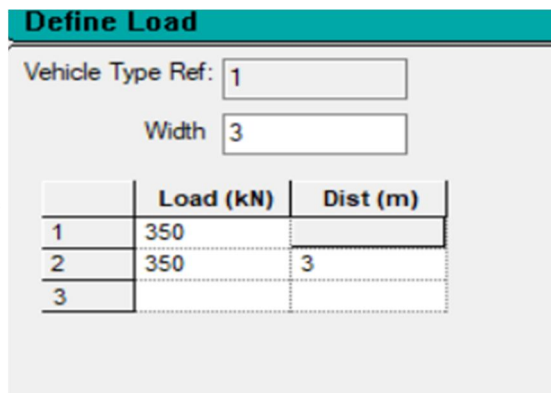 Define Load
Vehicle Type Ref: 1
Width 3
Load (kN) Dist (m)
1 350
2 350 3
3